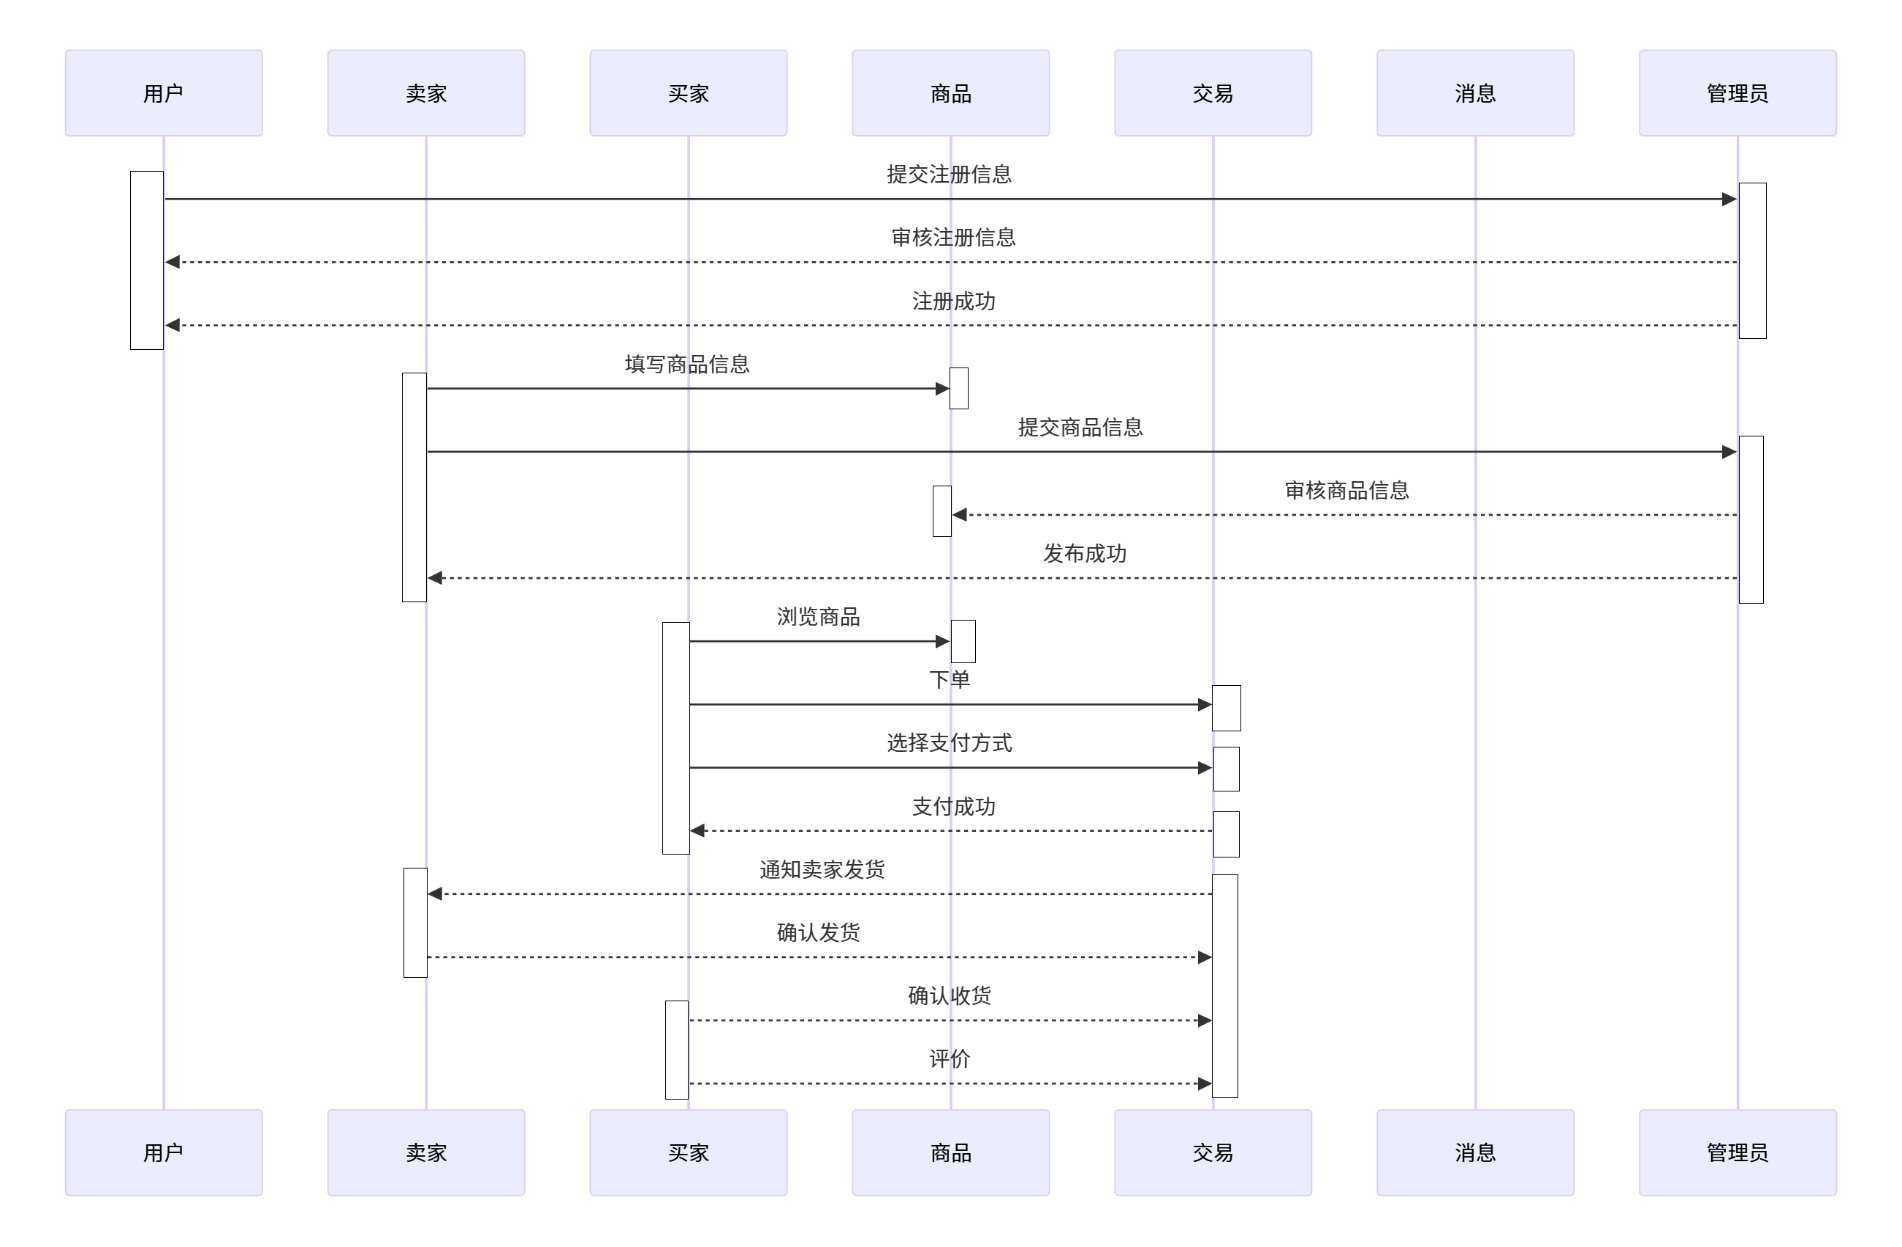 用户
卖家
买家
商品
交易
消息
管理员
提交注册信息
审核注册信息
注册成功
填写商品信息
提交商品信息
审核商品信息
发布成功
浏览商品
下单
选择支付方式
支付成功
通知卖家发货
确认发货
确认收货
评价
用户
卖家
买家
商品
交易
消息
管理员